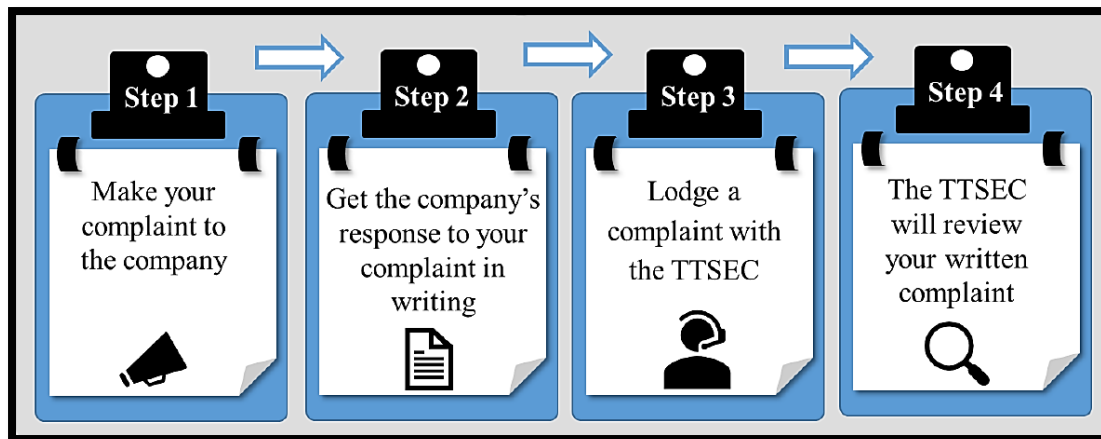 Step 1
Make your
complaint to
the company
Step 2
Get the company's
response to your
complaint in
writing
Step 3
Lodge a
complaint with
the TTSEC
Step 4
The TTSEC
will review
your written
complaint